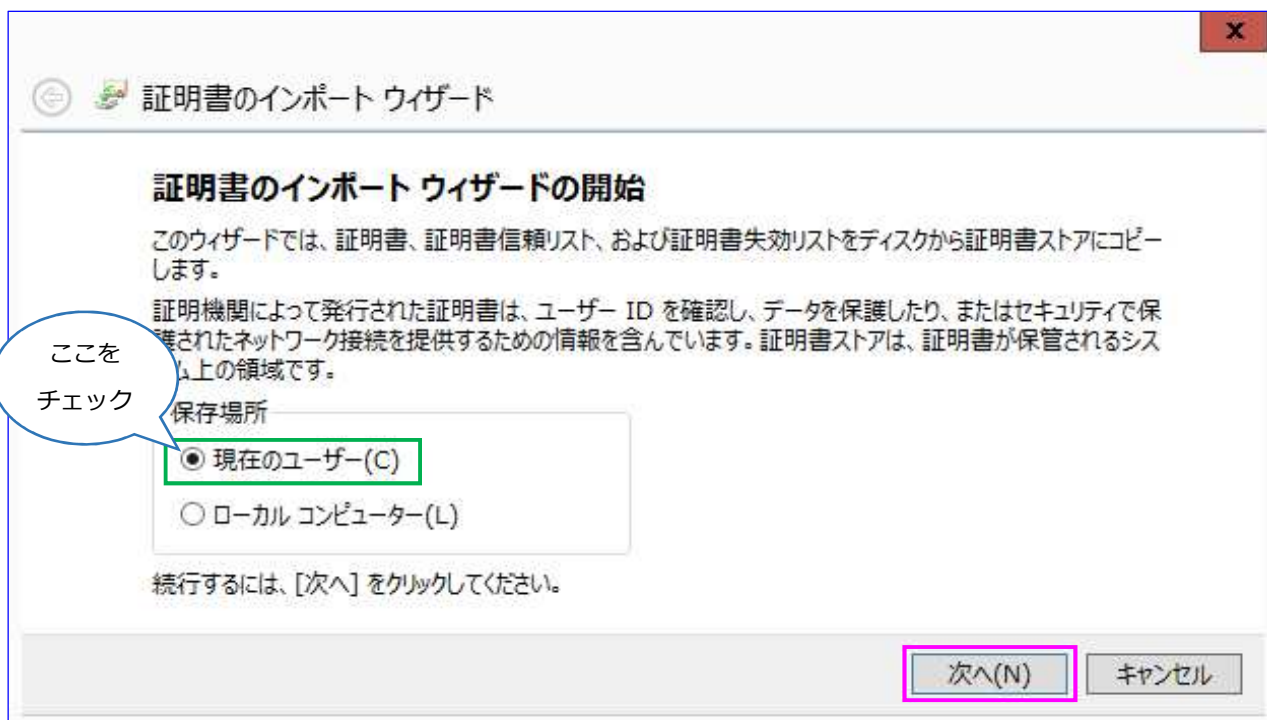 証明書のインポート ウィザード
証明書のインポート ウィザードの開始
このウィザードでは、証明書、証明書信頼リスト、および証明書失効リストをディスクから証明書ストアにコピー
します。
証明機関によって発行された証明書は、ユーザー ID を確認し、データを保護したり、またはセキュリティで保
護されたネットワーク接続を提供するための情報を含んでいます。証明書ストアは、証明書が保管されるシス
ム上の領域です。
ここを
チェック
保存場所
現在のユーザー(C)
ローカル コンピューター(L)
続行するには、[次へ] をクリックしてください。
次へ(N)
キャンセル